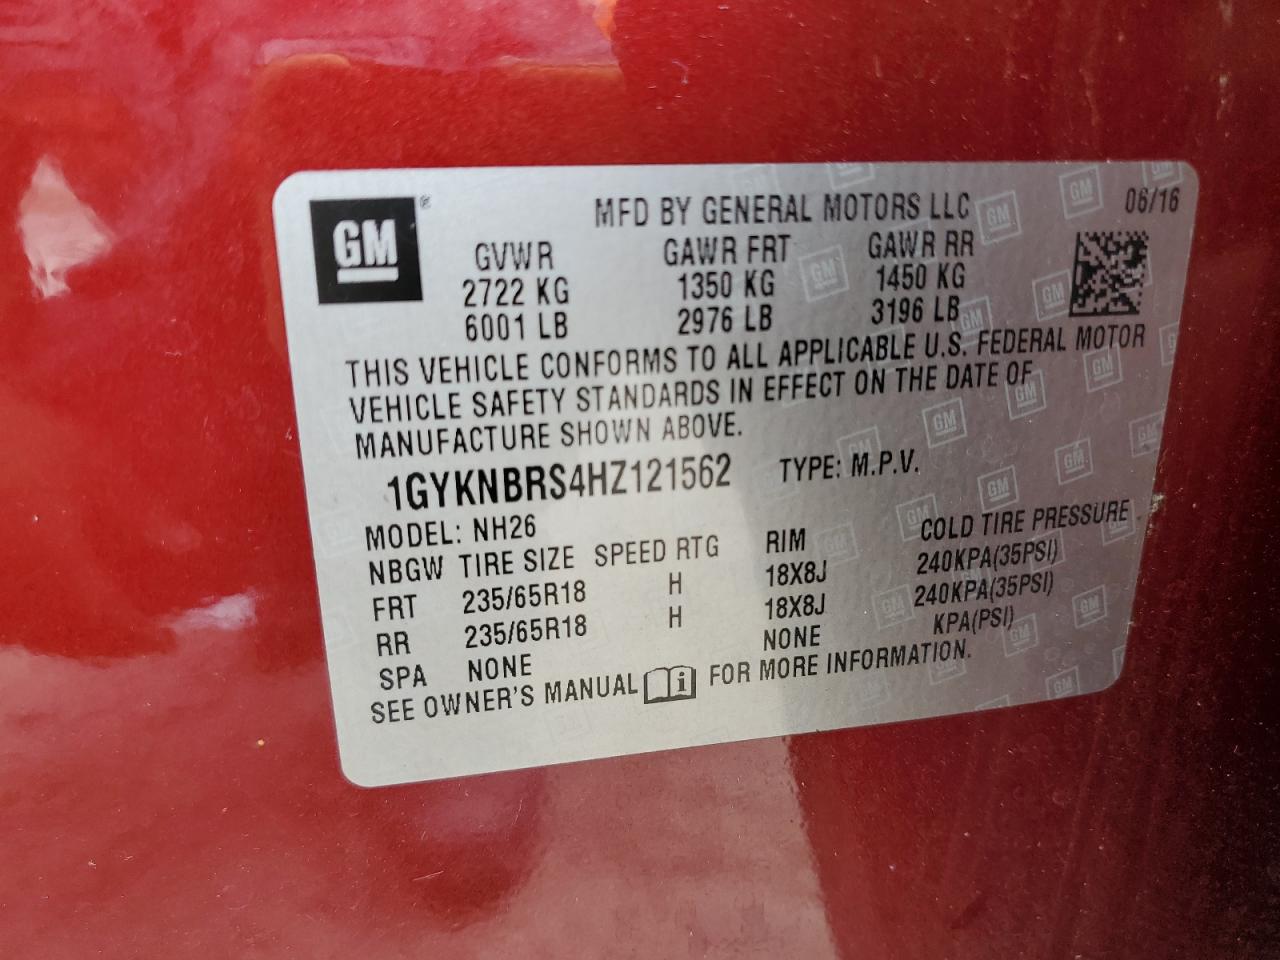 GM®
MFD BY GENERAL MOTORS LLC 06/16
GVWR GAWR FRT GAWR RR
2722 KG 1350 KG 1450 KG
6001 LB 2976 LB 3196 LB
THIS VEHICLE CONFORMS TO ALL APPLICABLE U.S. FEDERAL MOTOR
VEHICLE SAFETY STANDARDS IN EFFECT ON THE DATE OF
MANUFACTURE SHOWN ABOVE.
1GYKNBRS4HZ121562 TYPE: M.P.V.
MODEL: NH26
NBGW TIRE SIZE SPEED RTG RIM COLD TIRE PRESSURE
FRT 235/65R18 H 18X8J 240KPA(35PSI)
RR 235/65R18 H 18X8J 240KPA(35PSI)
SPA NONE NONE KPA(PSI)
SEE OWNER'S MANUAL FOR MORE INFORMATION.